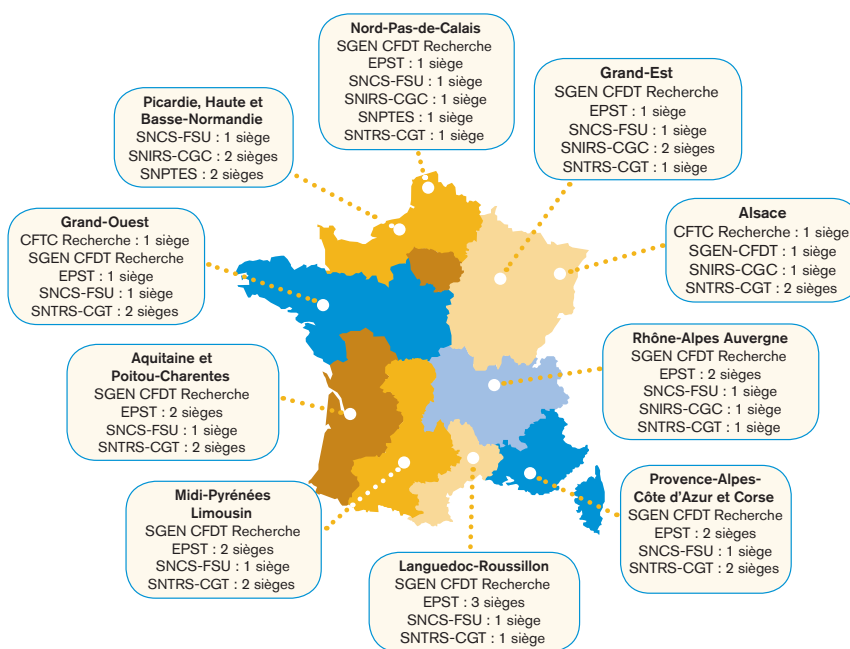 Nord-Pas-de-Calais
SGEN CFDT Recherche
EPST : 1 siège
SNCS-FSU : 1 siège
SNIRS-CGC : 1 siège
SNPTES : 1 siège
SNTRS-CGT : 1 siège
Grand-Est
SGEN CFDT Recherche
EPST : 1 siège
SNCS-FSU : 1 siège
SNIRS-CGC : 2 sièges
SNTRS-CGT : 1 siège
Picardie, Haute et
Basse-Normandie
SNCS-FSU : 1 siège
SNIRS-CGC : 2 sièges
SNPTES : 2 sièges
Grand-Ouest
CFTC Recherche : 1 siège
SGEN CFDT Recherche
EPST : 1 siège
SNCS-FSU : 1 siège
SNTRS-CGT : 2 sièges
Alsace
CFTC Recherche : 1 siège
SGEN-CFDT : 1 siège
SNIRS-CGC : 1 siège
SNTRS-CGT : 2 sièges
Rhône-Alpes Auvergne
SGEN CFDT Recherche
EPST : 2 sièges
SNCS-FSU : 1 siège
SNIRS-CGC : 1 siège
SNTRS-CGT : 1 siège
Aquitaine et
Poitou-Charentes
SGEN CFDT Recherche
EPST : 2 sièges
SNCS-FSU : 1 siège
SNTRS-CGT : 2 sièges
Provence-Alpes-
Côte d'Azur et Corse
SGEN CFDT Recherche
EPST : 2 sièges
SNCS-FSU : 1 siège
SNTRS-CGT : 2 sièges
Midi-Pyrénées
Limousin
SGEN CFDT Recherche
EPST : 2 sièges
SNCS-FSU : 1 siège
SNTRS-CGT : 2 sièges
Languedoc-Roussillon
SGEN CFDT Recherche
EPST : 3 sièges
SNCS-FSU : 1 siège
SNTRS-CGT : 1 siège